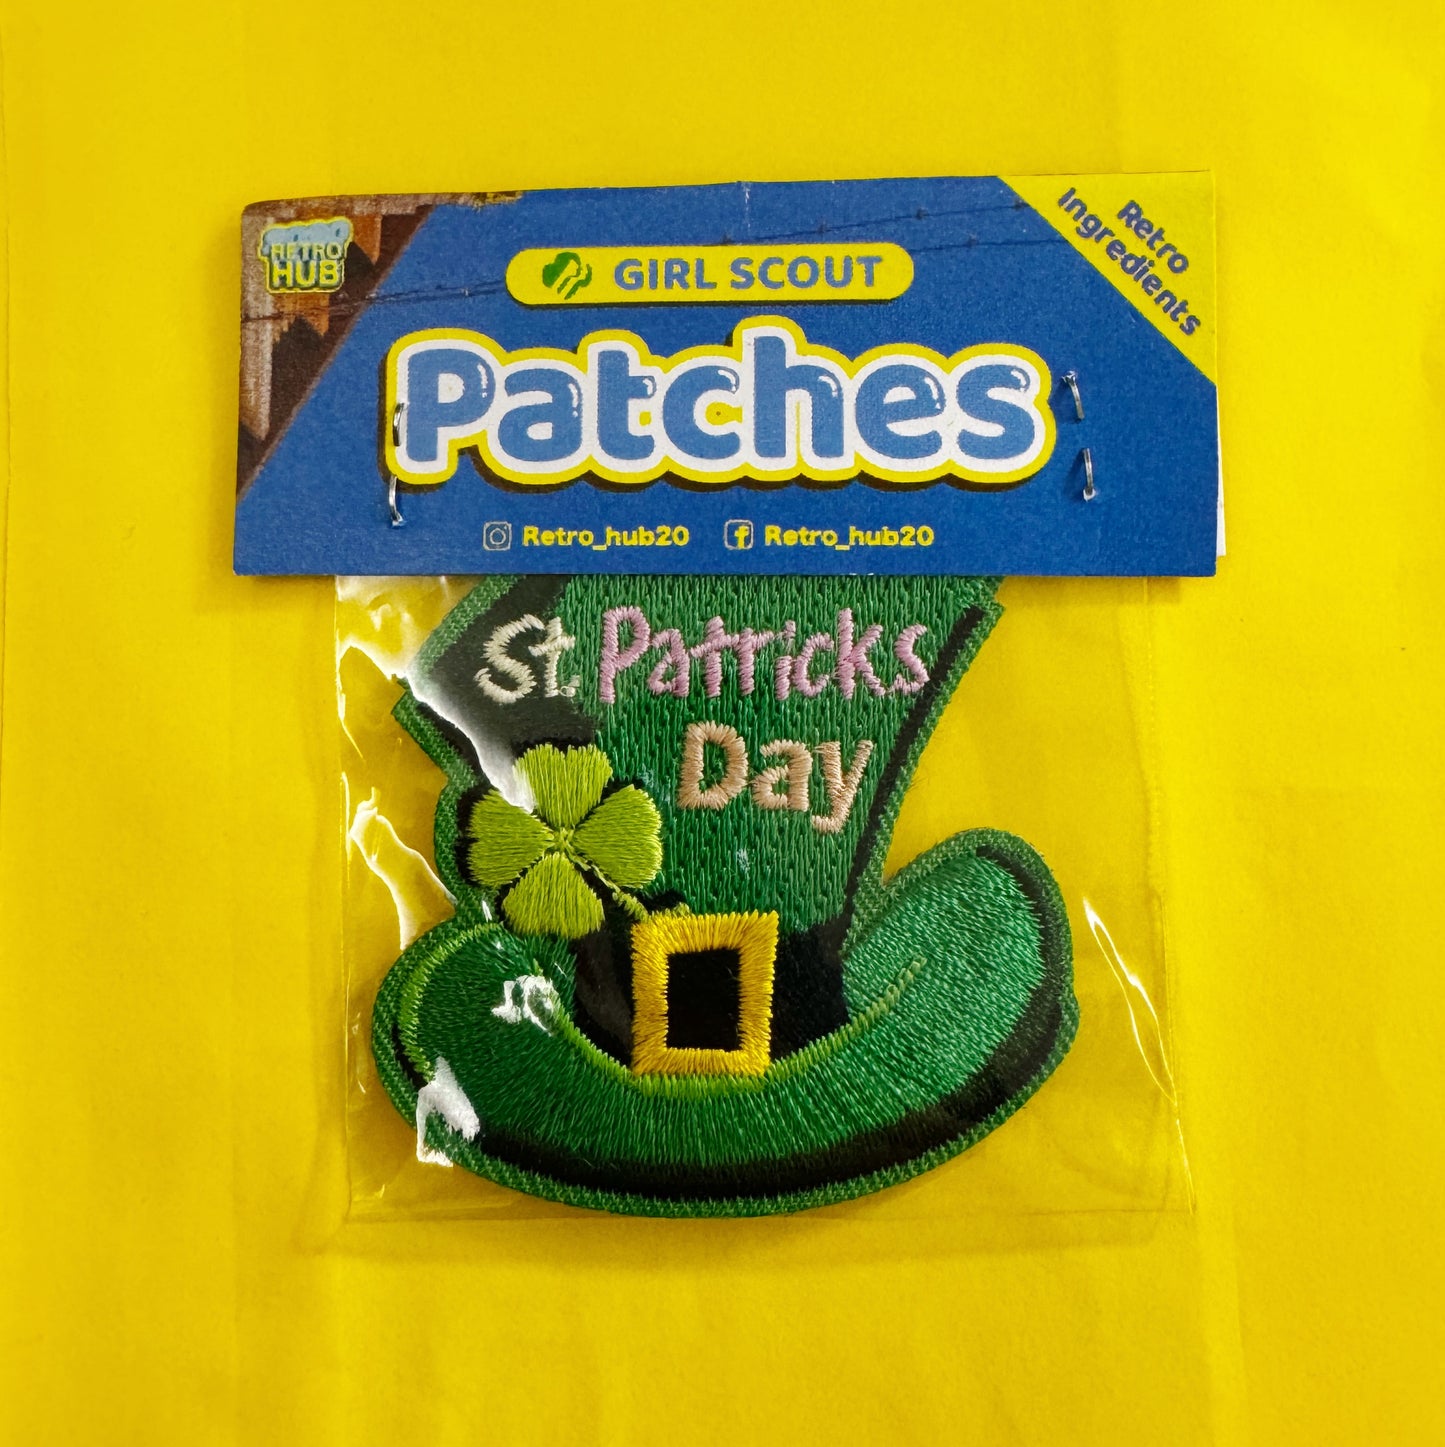 RETRO
HUB
GIRL SCOUT
Patches
Retro
Ingredients
Retro_hub20
Retro_hub20
St. Patricks
Day